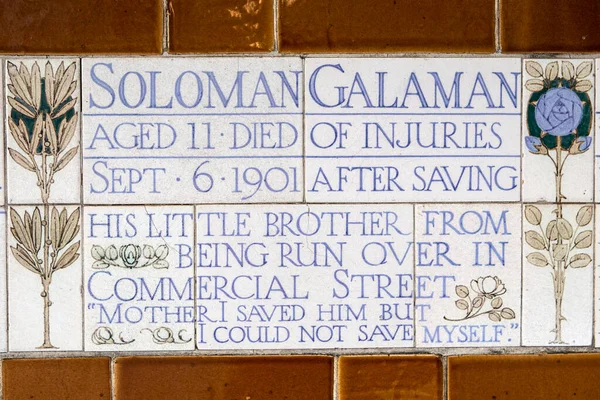 SOLOMAN GALAMAN
AGED 11 · DIED OF INJURIES
SEPT · 6 · 1901 AFTER SAVING
HIS LITTLE BROTHER FROM
BEING RUN OVER IN
COMMERCIAL STREET
"MOTHER I SAVED HIM BUT
I COULD NOT SAVE MYSELF."